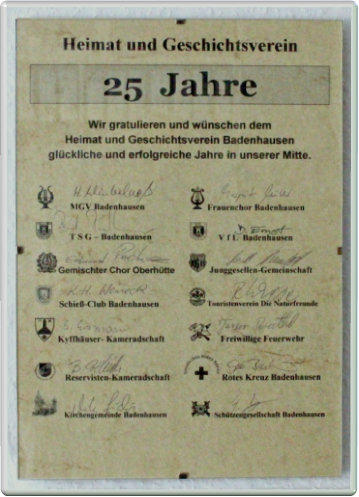 Heimat und Geschichtsverein
25 Jahre
Wir gratulieren und wünschen dem
Heimat und Geschichtsverein Badenhausen
glückliche und erfolgreiche Jahre in unserer Mitte.
MGV Badenhausen
Frauenchor Badenhausen
TSG – Badenhausen
VfL Badenhausen
Gemischter Chor Oberhütte
Junggesellen-Gemeinschaft
Schieß-Club Badenhausen
Touristenverein Die Naturfreunde
Kyffhäuser- Kameradschaft
Freiwillige Feuerwehr
Reservisten-Kameradschaft
Rotes Kreuz Badenhausen
Kirchengemeinde Badenhausen
Schützengesellschaft Badenhausen